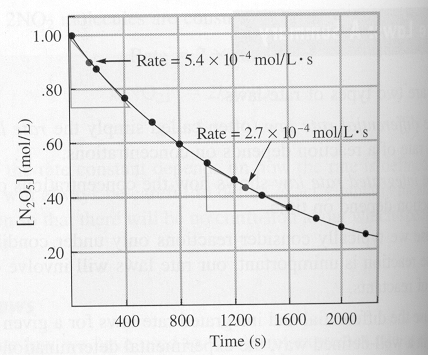 1.00
Rate = 5.4 × 10⁻⁴ mol/L · s
.80
Rate = 2.7 × 10⁻⁴ mol/L · s
.60
[N₂O₅] (mol/L)
.40
.20
400 800 1200 1600 2000
Time (s)